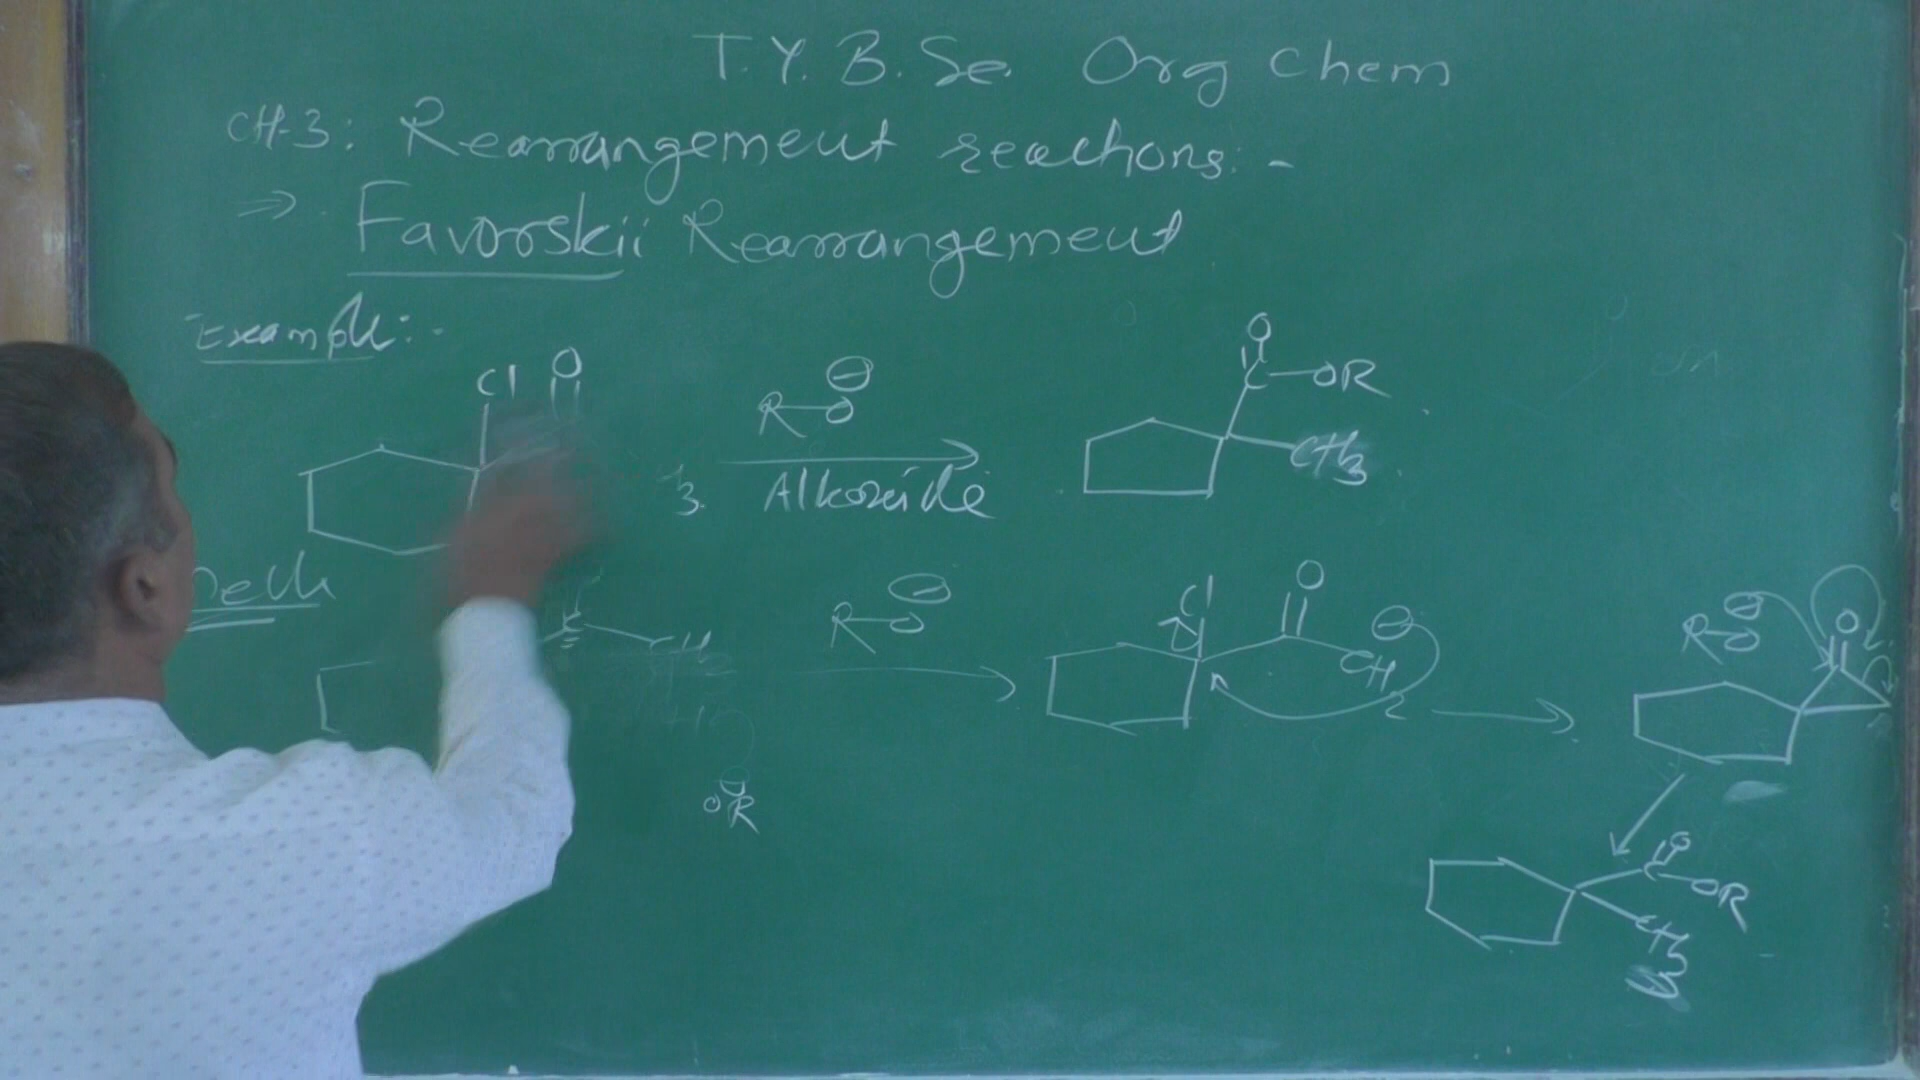 T.Y. B.Sc. Org Chem
CH-3: Rearrangement reactions: -
⇒ Favorskii Rearrangement
Example:-
Cl O
3. R—O ⊖
Alkoxide
O
C—OR
CH3
R—O ⊖
CH
Cl O
CH2 ⊖
R—O ⊖
O
⊖
OR
O
C—OR
CH3